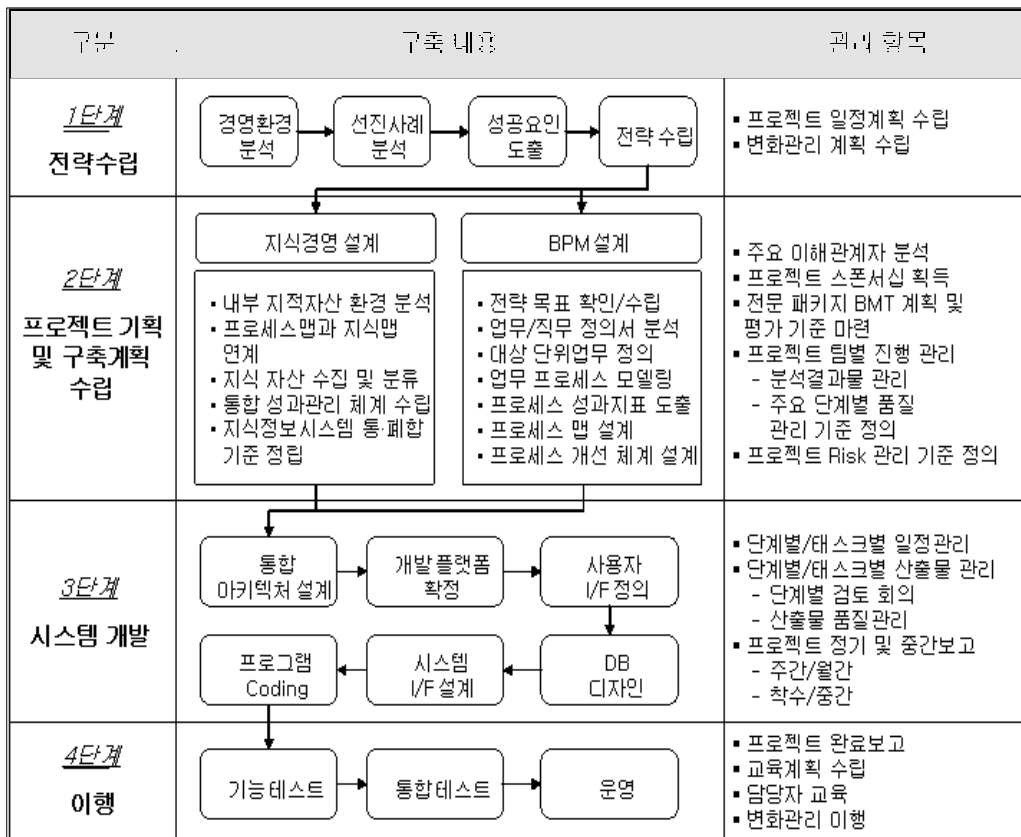 구분
구축 내용
관리 항목
1단계
전략수립
경영환경
분석
선진사례
분석
성공요인
도출
전략 수립
▪ 프로젝트 일정계획 수립
▪ 변화관리 계획 수립
2단계
프로젝트 기획
및 구축계획
수립
지식경영 설계
▪ 내부 지적자산 환경 분석
▪ 프로세스맵과 지식맵
연계
▪ 지식 자산 수집 및 분류
▪ 통합 성과관리 체계 수립
▪ 지식정보시스템 통·폐합
기준 정립
BPM 설계
▪ 전략 목표 확인/수립
▪ 업무/직무 정의서 분석
▪ 대상 단위업무 정의
▪ 업무 프로세스 모델링
▪ 프로세스 성과지표 도출
▪ 프로세스 맵 설계
▪ 프로세스 개선 체계 설계
▪ 주요 이해관계자 분석
▪ 프로젝트 스폰서십 획득
▪ 전문 패키지 BMT 계획 및
평가 기준 마련
▪ 프로젝트 팀별 진행 관리
- 분석결과물 관리
- 주요 단계별 품질
관리 기준 정의
▪ 프로젝트 Risk 관리 기준 정의
3단계
시스템 개발
통합
아키텍처 설계
개발 플랫폼
확정
사용자
I/F 정의
프로그램
Coding
시스템
I/F 설계
DB
디자인
▪ 단계별/태스크별 일정관리
▪ 단계별/태스크별 산출물 관리
- 단계별 검토 회의
- 산출물 품질관리
▪ 프로젝트 정기 및 중간보고
- 주간/월간
- 착수/중간
4단계
이행
기능 테스트
통합 테스트
운영
▪ 프로젝트 완료보고
▪ 교육계획 수립
▪ 담당자 교육
▪ 변화관리 이행